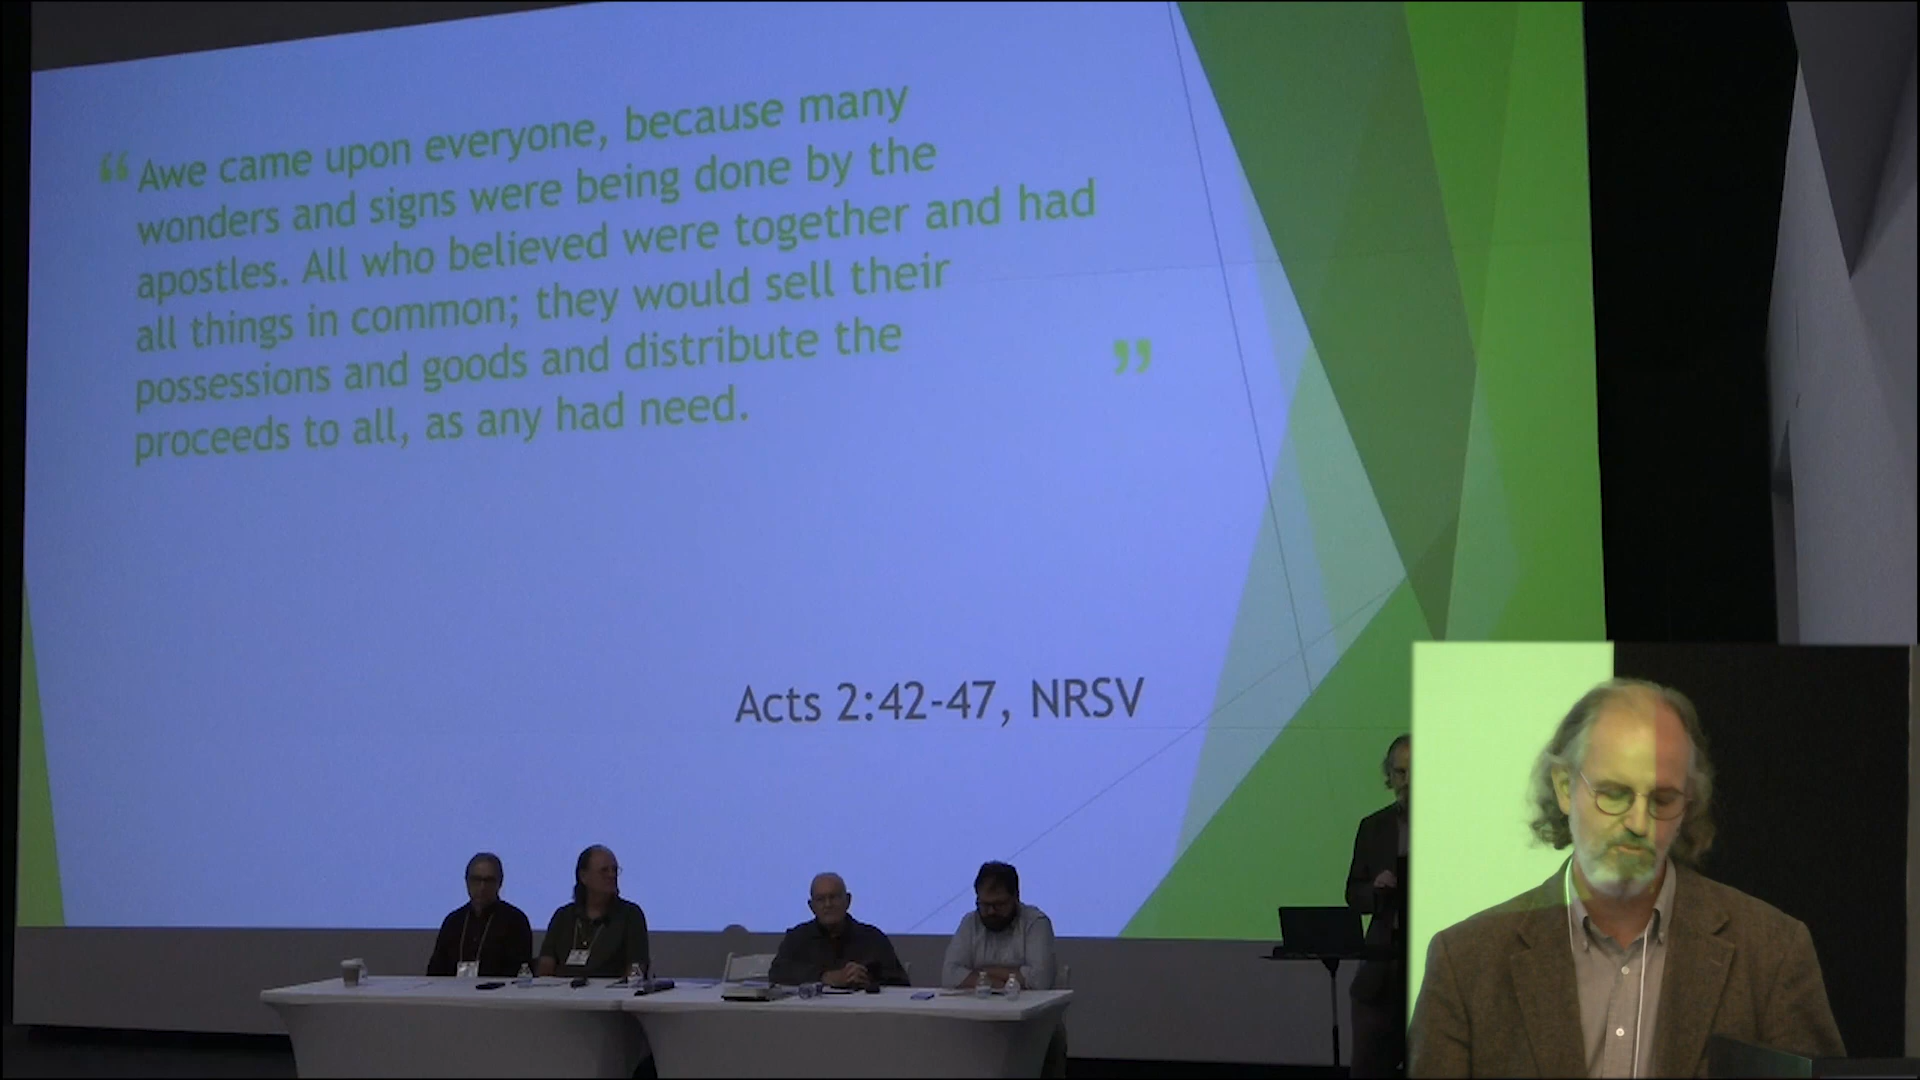 “ Awe came upon everyone, because many
wonders and signs were being done by the
apostles. All who believed were together and had
all things in common; they would sell their
possessions and goods and distribute the
proceeds to all, as any had need. ”
Acts 2:42-47, NRSV